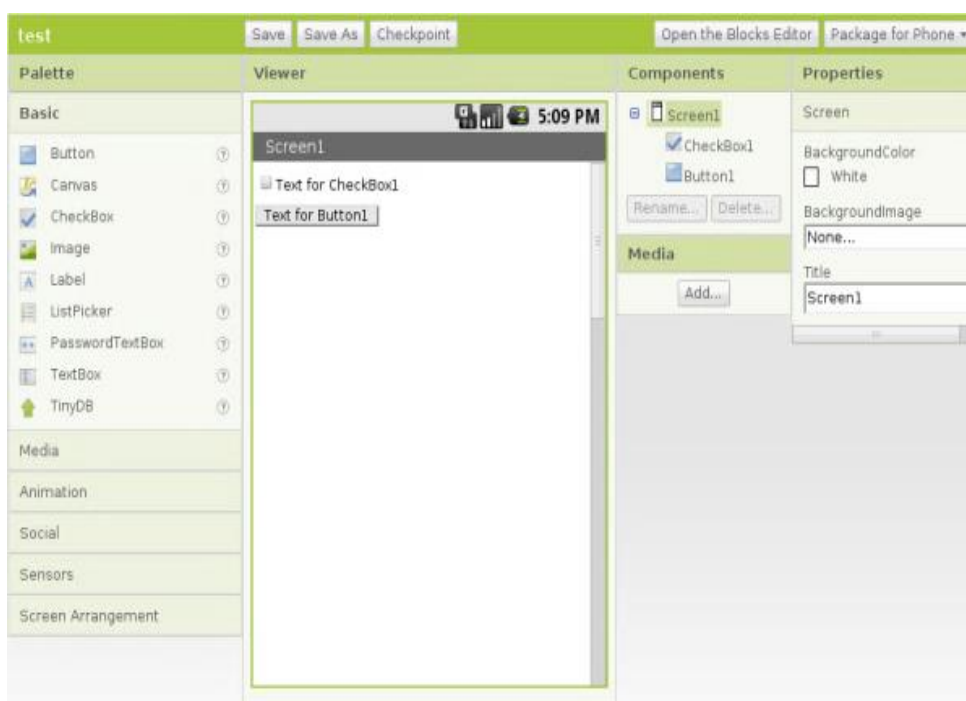 test
Save
Save As
Checkpoint
Open the Blocks Editor
Package for Phone
Palette
Basic
Button
Canvas
CheckBox
Image
Label
ListPicker
PasswordTextBox
TextBox
TinyDB
Media
Animation
Social
Sensors
Screen Arrangement
Viewer
5:09 PM
Screen1
Text for CheckBox1
Text for Button1
Components
Screen1
CheckBox1
Button1
Rename...
Delete...
Media
Add...
Properties
Screen
BackgroundColor
White
BackgroundImage
None...
Title
Screen1